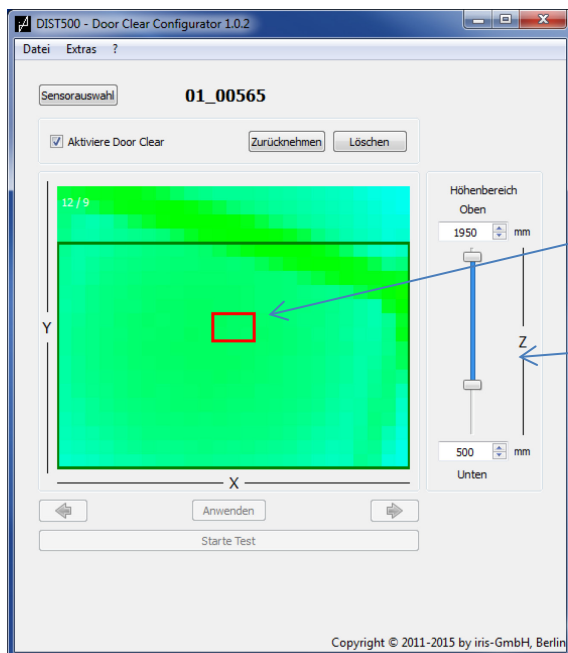 DIST500 - Door Clear Configurator 1.0.2
Datei Extras ?
Sensorauswahl 01_00565
Aktiviere Door Clear Zurücknehmen Löschen
12/9
Höhenbereich
Oben
1950 mm
Y
Z
500 mm
Unten
X
Anwenden
Starte Test
Copyright © 2011-2015 by iris-GmbH, Berlin